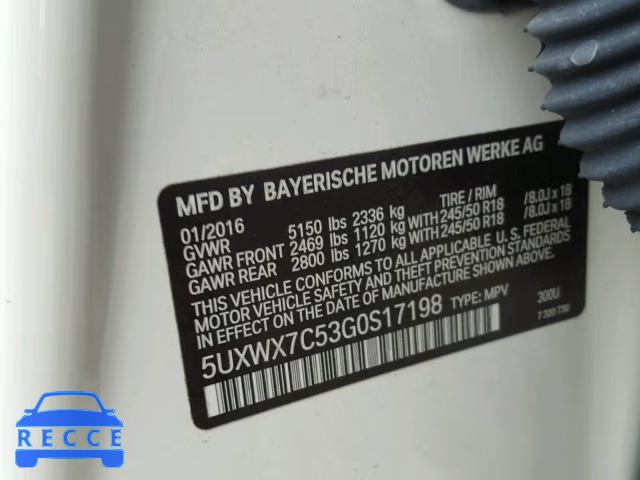 MFD BY BAYERISCHE MOTOREN WERKE AG
01/2016 TIRE / RIM
GVWR 5150 lbs 2336 kg
GAWR FRONT 2469 lbs 1120 kg WITH 245/50 R18 /8.0J x 18
GAWR REAR 2800 lbs 1270 kg WITH 245/50 R18 /8.0J x 18
THIS VEHICLE CONFORMS TO ALL APPLICABLE U. S. FEDERAL
MOTOR VEHICLE SAFETY AND THEFT PREVENTION STANDARDS
IN EFFECT ON THE DATE OF MANUFACTURE SHOWN ABOVE.
5UXWX7C53G0S17198 TYPE: MPV 300U
7 320 730
RECCE